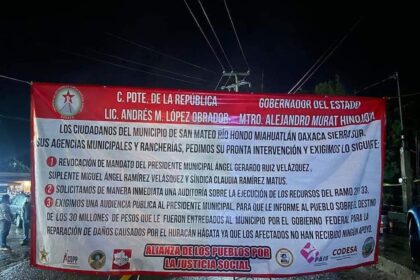 C. PDTE. DE LA REPÚBLICA GOBERNADOR DEL ESTADO
LIC. ANDRÉS M. LÓPEZ OBRADOR MTRO. ALEJANDRO MURAT HINOJOSA
LOS CIUDADANOS DEL MUNICIPIO DE SAN MATEO RÍO HONDO MIAHUATLÁN OAXACA SIERRA SUR,
SUS AGENCIAS MUNICIPALES Y RANCHERIAS, PEDIMOS SU PRONTA INTERVENCIÓN Y EXIGIMOS LO SIGUIENTE:
1 REVOCACIÓN DE MANDATO DEL PRESIDENTE MUNICIPAL ÁNGEL GERARDO RUIZ VELÁZQUEZ,
SUPLENTE MIGUEL ÁNGEL RAMÍREZ VELÁZQUEZ Y SÍNDICA CLAUDIA RAMÍREZ MATUS.
2 SOLICITAMOS DE MANERA INMEDIATA UNA AUDITORÍA SOBRE LA EJECUCIÓN DE LOS RECURSOS DEL RAMO 28, 33.
3 EXIGIMOS UNA AUDIENCIA PÚBLICA AL PRESIDENTE MUNICIPAL, PARA QUE LE INFORME AL PUEBLO SOBRE EL DESTINO
DE LOS 30 MILLONES DE PESOS QUE LE FUERON ENTREGADOS AL MUNICIPIO POR EL GOBIERNO FEDERAL PARA LA
REPARACIÓN DE DAÑOS CAUSADOS POR EL HURACÁN ÁGATA YA QUE LOS AFECTADOS NO HAN RECIBIDO NINGÚN APOYO.
ALIANZA DE LOS PUEBLOS POR
LA JUSTICIA SOCIAL
CODESA